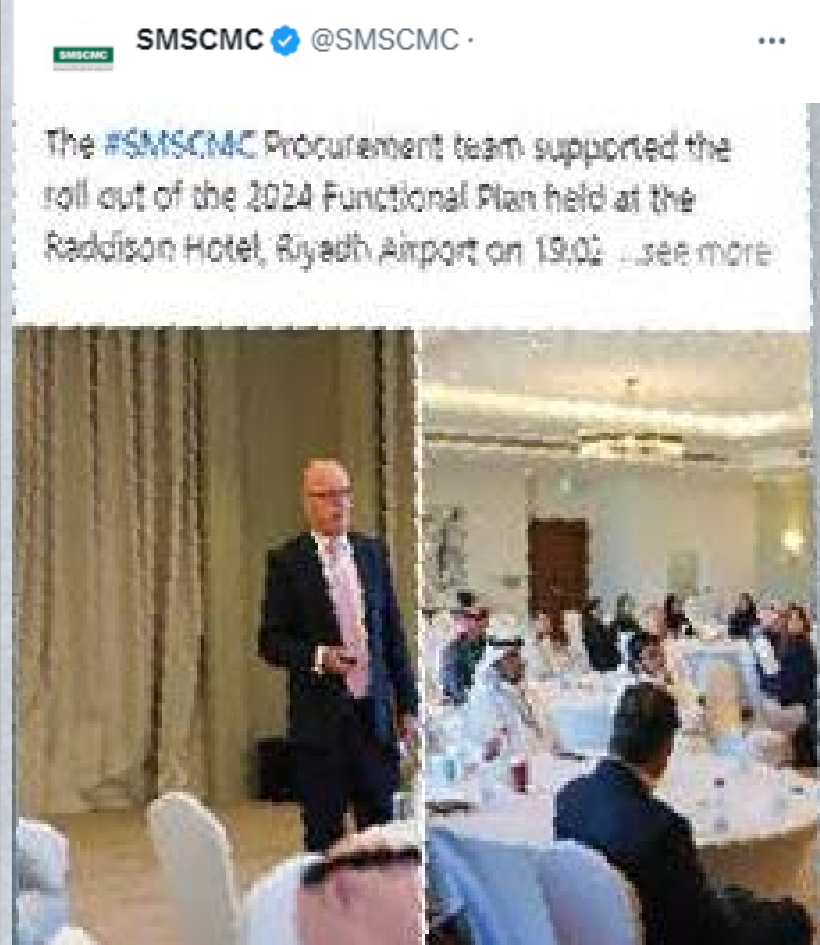 SMSCMC
SMSCMC @SMSCMC ·
The #SMSCMC Procurement team supported the
roll out of the 2024 Functional Plan held at the
Raddison Hotel, Riyadh Airport on 19.02 ...see more